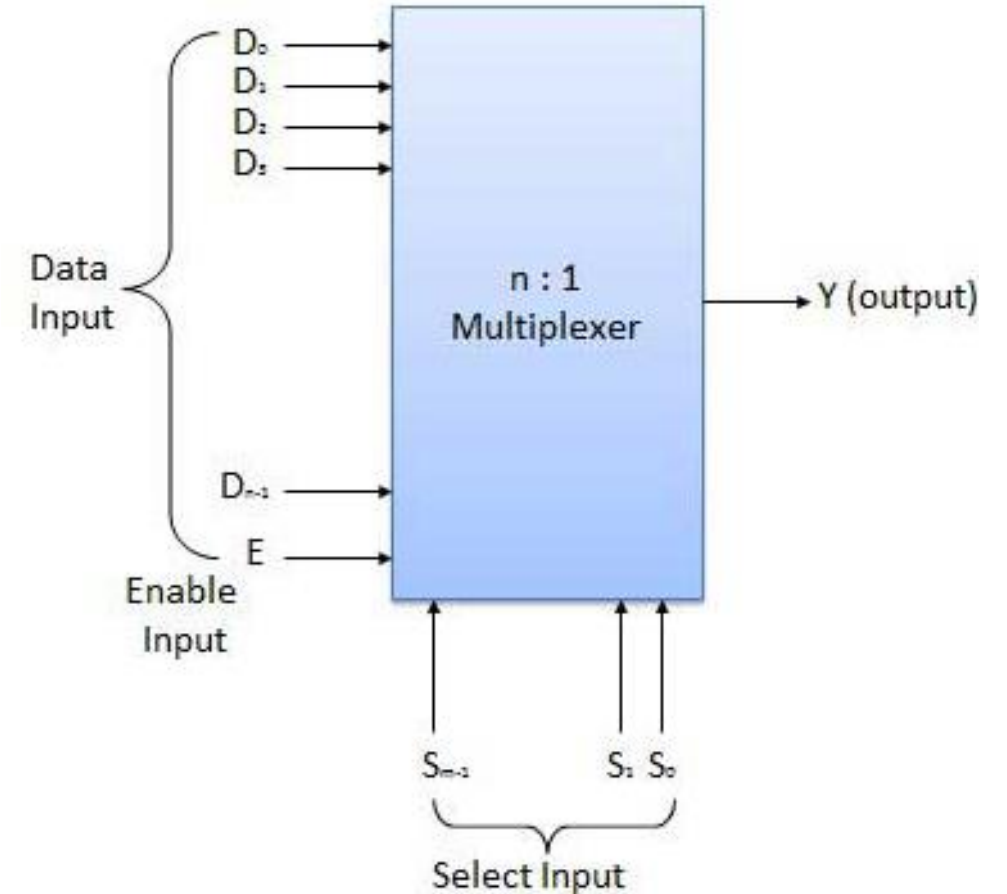 D₀
D₁
D₂
D₃
Data
Input
n : 1
Multiplexer
Y (output)
Dₙ₋₁
E
Enable
Input
Sₘ₋₁
S₁ S₀
Select Input